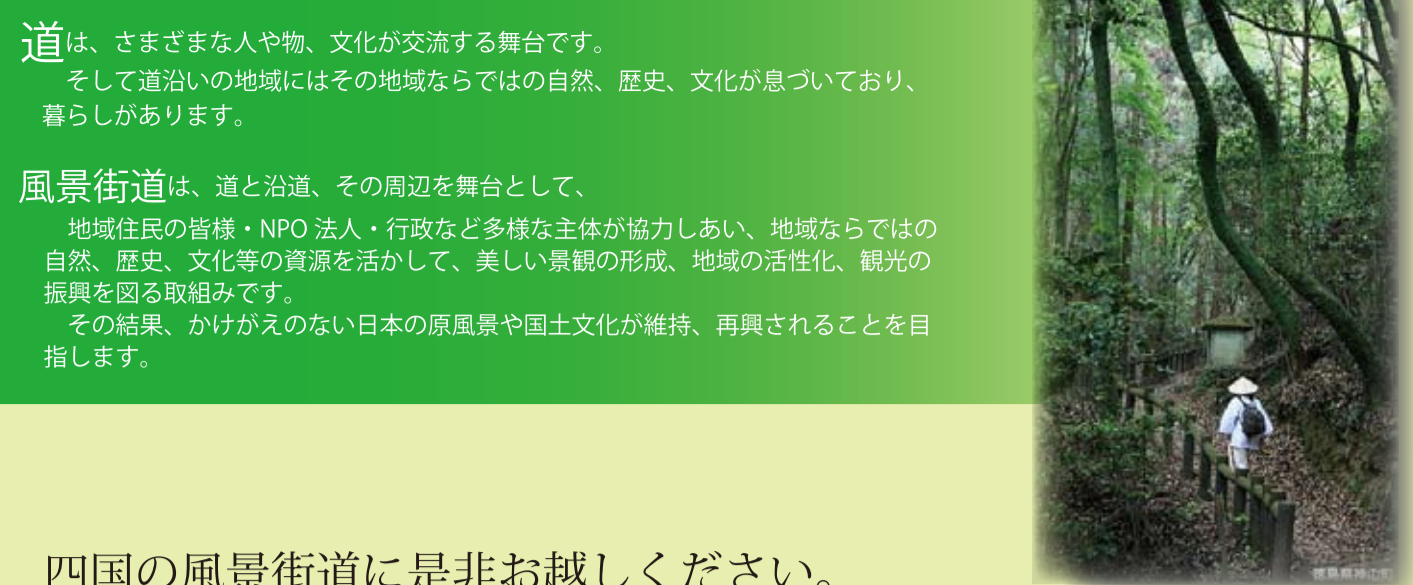 道は、さまざまな人や物、文化が交流する舞台です。
そして道沿いの地域にはその地域ならではの自然、歴史、文化が息づいており、
暮らしがあります。
風景街道は、道と沿道、その周辺を舞台として、
地域住民の皆様・NPO 法人・行政など多様な主体が協力しあい、地域ならではの
自然、歴史、文化等の資源を活かして、美しい景観の形成、地域の活性化、観光の
振興を図る取組みです。
その結果、かけがえのない日本の原風景や国土文化が維持、再興されることを目
指します。
四国の風景街道に是非お越しください。